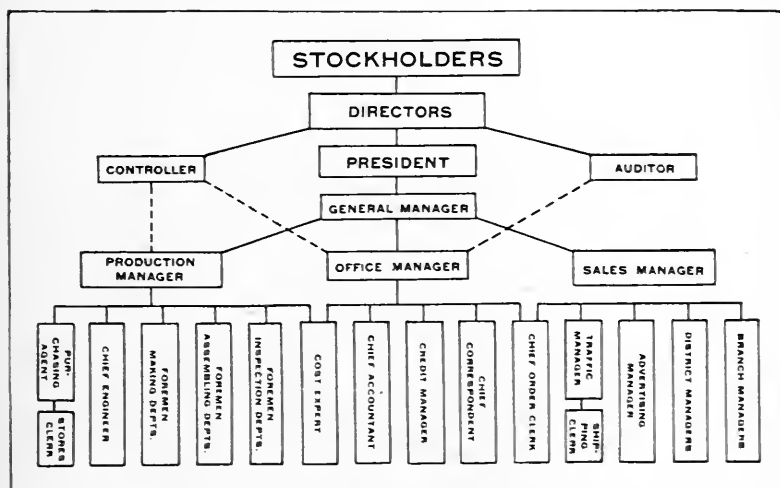 STOCKHOLDERS
DIRECTORS
PRESIDENT
CONTROLLER
AUDITOR
GENERAL MANAGER
PRODUCTION
MANAGER
OFFICE MANAGER
SALES MANAGER
PUR-
CHASING
AGENT
STORES
CLERK
CHIEF ENGINEER
FOREMEN
MAKING DEPTS.
FOREMEN
ASSEMBLING DEPTS.
FOREMEN
INSPECTION DEPTS.
COST EXPERT
CHIEF ACCOUNTANT
CREDIT MANAGER
CHIEF
CORRESPONDENT
CHIEF ORDER CLERK
TRAFFIC
MANAGER
SHIP-
PING
CLERK
ADVERTISING
MANAGER
DISTRICT MANAGERS
BRANCH MANAGERS